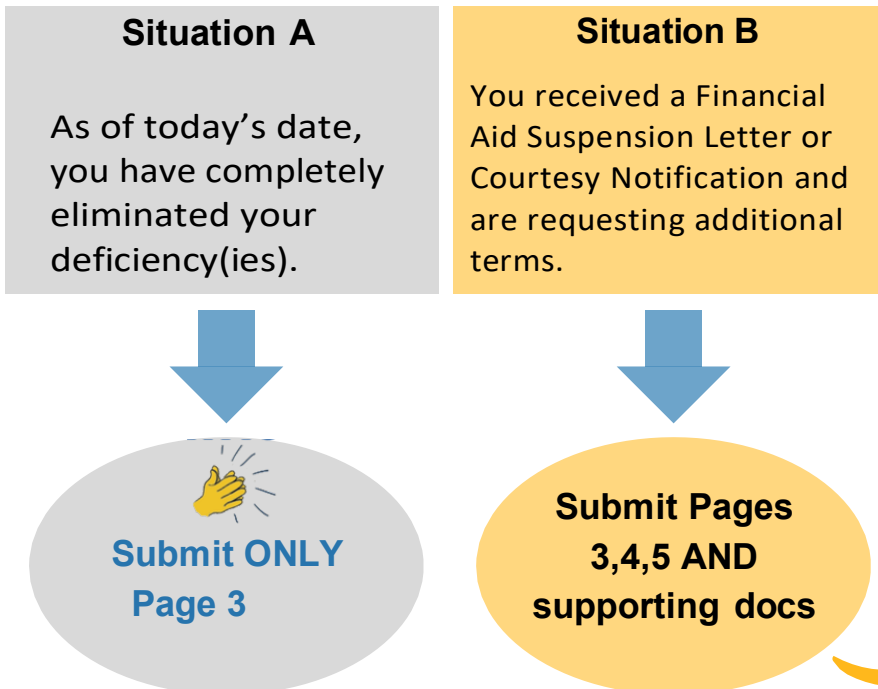 Situation A
As of today’s date,
you have completely
eliminated your
deficiency(ies).
Submit ONLY
Page 3
Situation B
You received a Financial
Aid Suspension Letter or
Courtesy Notification and
are requesting additional
terms.
Submit Pages
3,4,5 AND
supporting docs